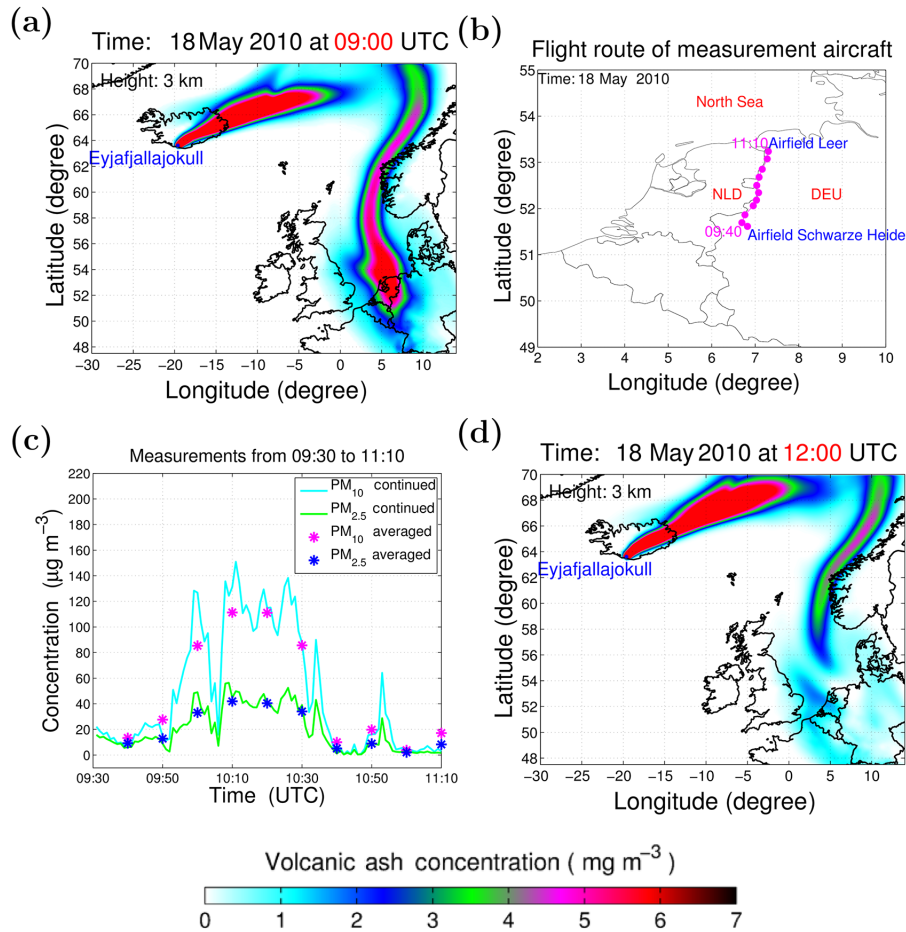 (a)
Time: 18 May 2010 at 09:00 UTC
Height: 3 km
Eyjafjallajokull
70
68
66
64
62
60
58
56
54
52
50
48
Latitude (degree)
−30 −25 −20 −15 −10 −5 0 5 10
Longitude (degree)
(b)
Flight route of measurement aircraft
Time:18 May 2010
North Sea
11:10
Airfield Leer
NLD
DEU
09:40
Airfield Schwarze Heide
55
54
53
52
51
50
49
Latitude (degree)
2 3 4 5 6 7 8 9 10
Longitude (degree)
(c)
Measurements from 09:30 to 11:10
PM10 continued
PM2.5 continued
PM10 averaged
PM2.5 averaged
220
200
180
160
140
120
100
80
60
40
20
0
Concentration (μg m−3)
09:30 09:50 10:10 10:30 10:50 11:10
Time (UTC)
(d)
Time: 18 May 2010 at 12:00 UTC
Height: 3 km
Eyjafjallajokull
70
68
66
64
62
60
58
56
54
52
50
48
Latitude (degree)
−30 −25 −20 −15 −10 −5 0 5 10
Longitude (degree)
Volcanic ash concentration ( mg m−3 )
0 1 2 3 4 5 6 7